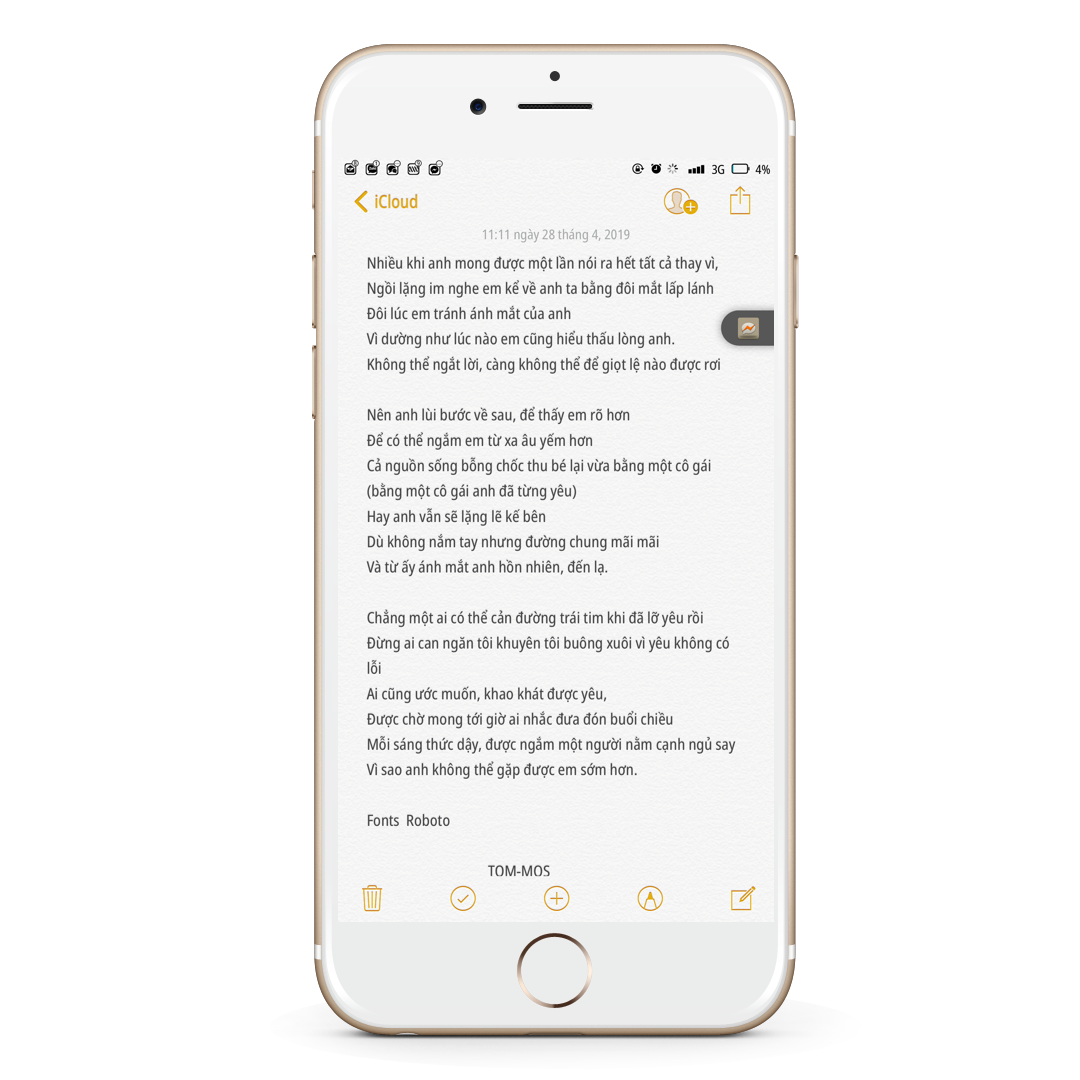 3G 4%
iCloud
11:11 ngày 28 tháng 4, 2019
Nhiều khi anh mong được một lần nói ra hết tất cả thay vì,
Ngồi lặng im nghe em kể về anh ta bằng đôi mắt lấp lánh
Đôi lúc em tránh ánh mắt của anh
Vì dường như lúc nào em cũng hiểu thấu lòng anh.
Không thể ngắt lời, càng không thể để giọt lệ nào được rơi
Nên anh lùi bước về sau, để thấy em rõ hơn
Để có thể ngắm em từ xa âu yếm hơn
Cả nguồn sống bỗng chốc thu bé lại vừa bằng một cô gái
(bằng một cô gái anh đã từng yêu)
Hay anh vẫn sẽ lặng lẽ kế bên
Dù không nắm tay nhưng đường chung mãi mãi
Và từ ấy ánh mắt anh hồn nhiên, đến lạ.
Chẳng một ai có thể cản đường trái tim khi đã lỡ yêu rồi
Đừng ai can ngăn tôi khuyên tôi buông xuôi vì yêu không có
lỗi
Ai cũng ước muốn, khao khát được yêu,
Được chờ mong tới giờ ai nhắc đưa đón buổi chiều
Mỗi sáng thức dậy, được ngắm một người nằm cạnh ngủ say
Vì sao anh không thể gặp được em sớm hơn.
Fonts Roboto
TOM-MOS